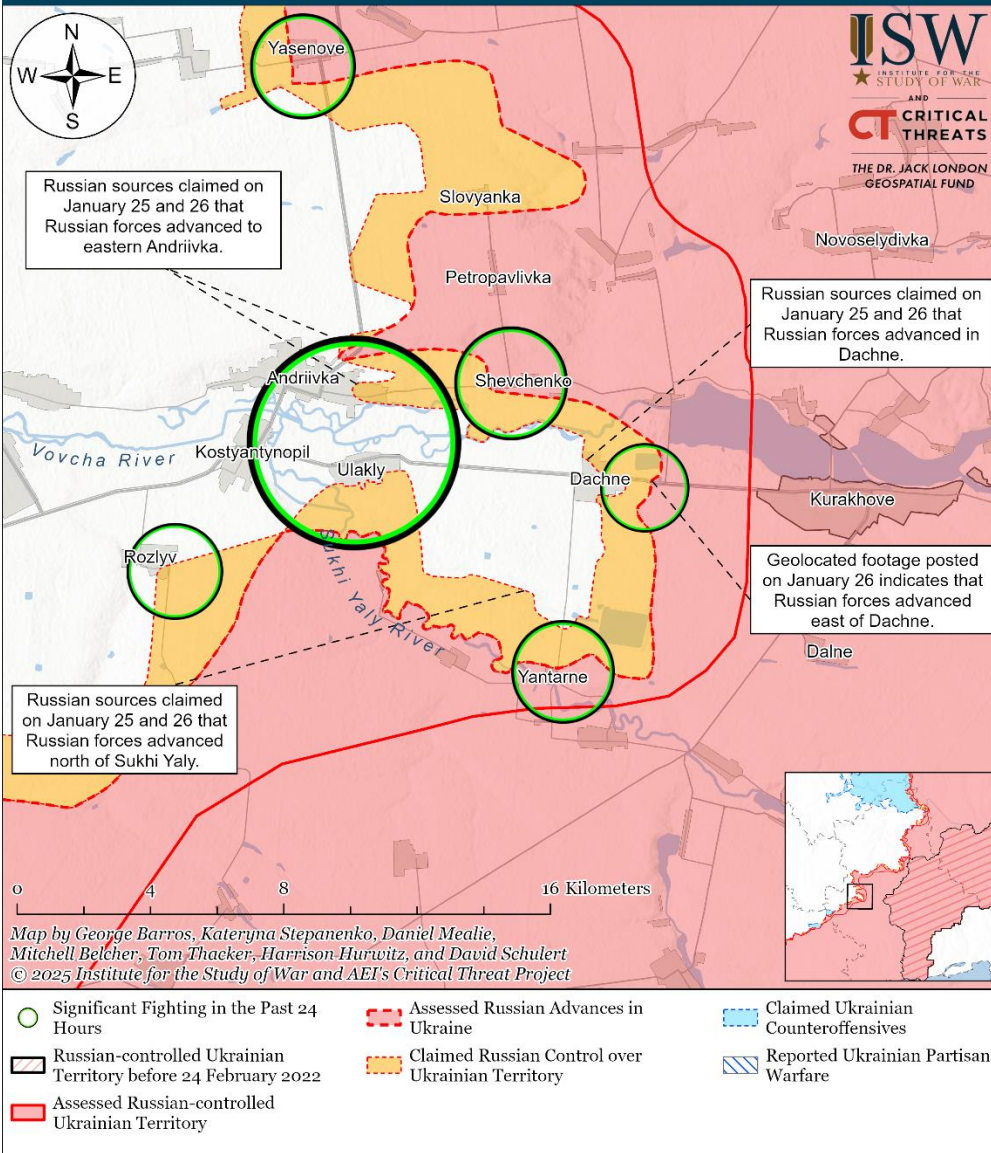 N
W
E
S
ISW
INSTITUTE FOR THE
STUDY OF WAR
AND
CT CRITICAL
THREATS
THE DR. JACK LONDON
GEOSPATIAL FUND
Yasenove
Russian sources claimed on
January 25 and 26 that
Russian forces advanced to
eastern Andriivka.
Slovyanka
Novoselydivka
Petropavlivka
Russian sources claimed on
January 25 and 26 that
Russian forces advanced in
Dachne.
Andriivka
Shevchenko
Vovcha River
Kostyantynopil
Ulakly
Dachne
Kurakhove
Rozlyv
Sukhi Yaly River
Geolocated footage posted
on January 26 indicates that
Russian forces advanced
east of Dachne.
Dalne
Yantarne
Russian sources claimed
on January 25 and 26 that
Russian forces advanced
north of Sukhi Yaly.
0 4 8 16 Kilometers
Map by George Barros, Kateryna Stepanenko, Daniel Mealie,
Mitchell Belcher, Tom Thacker, Harrison Hurwitz, and David Schulert
© 2025 Institute for the Study of War and AEI's Critical Threat Project
Significant Fighting in the Past 24
Hours
Russian-controlled Ukrainian
Territory before 24 February 2022
Assessed Russian-controlled
Ukrainian Territory
Assessed Russian Advances in
Ukraine
Claimed Russian Control over
Ukrainian Territory
Claimed Ukrainian
Counteroffensives
Reported Ukrainian Partisan
Warfare